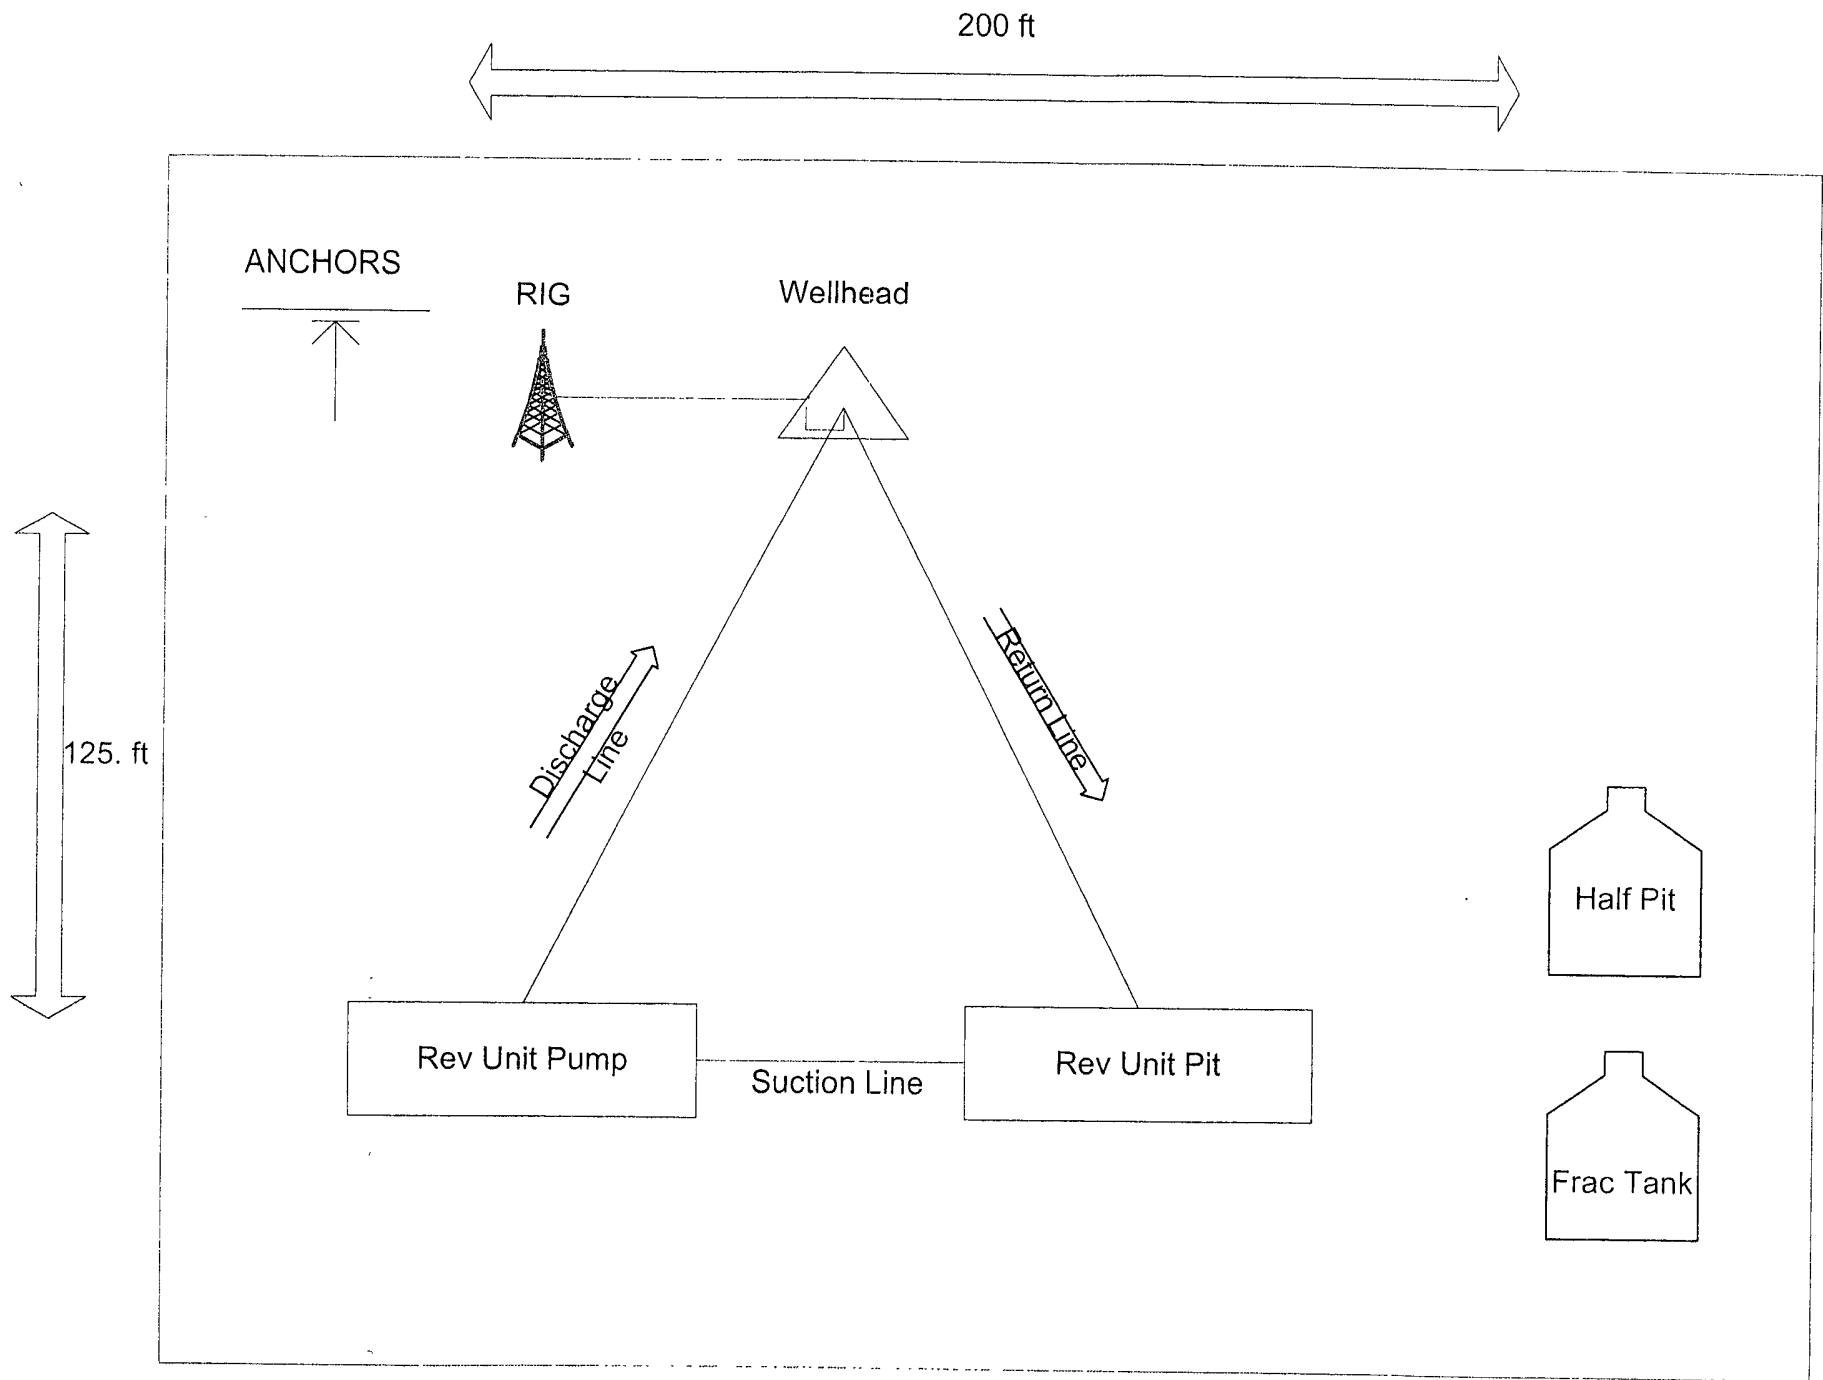 200 ft
ANCHORS
RIG
Wellhead
125. ft
Discharge
Line
Return Line
Half Pit
Rev Unit Pump
Suction Line
Rev Unit Pit
Frac Tank